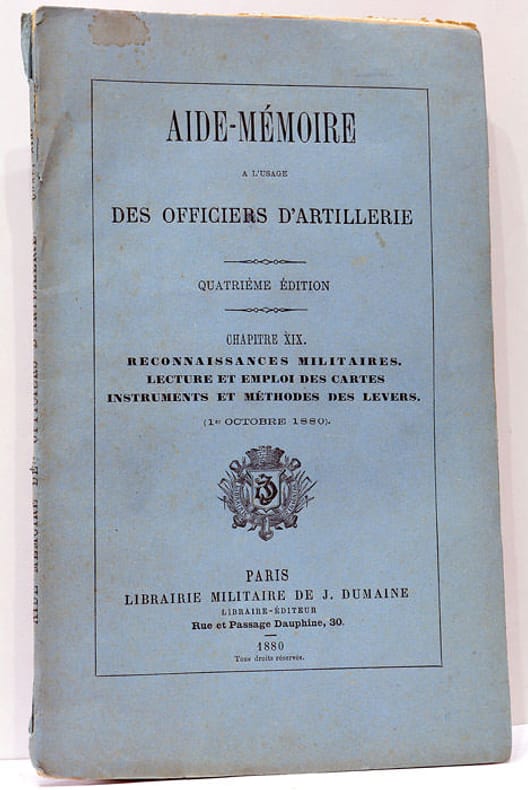 AIDE-MÉMOIRE
A L'USAGE
DES OFFICIERS D'ARTILLERIE
QUATRIÈME ÉDITION
CHAPITRE XIX.
RECONNAISSANCES MILITAIRES.
LECTURE ET EMPLOI DES CARTES
INSTRUMENTS ET MÉTHODES DES LEVERS.
(1er OCTOBRE 1880).
JD
PARIS
LIBRAIRIE MILITAIRE DE J. DUMAINE
LIBRAIRE-ÉDITEUR
Rue et Passage Dauphine, 30.
1880
Tous droits réservés.
AIDE MÉMOIRE DES OFFICIERS D'ARTILLERIE